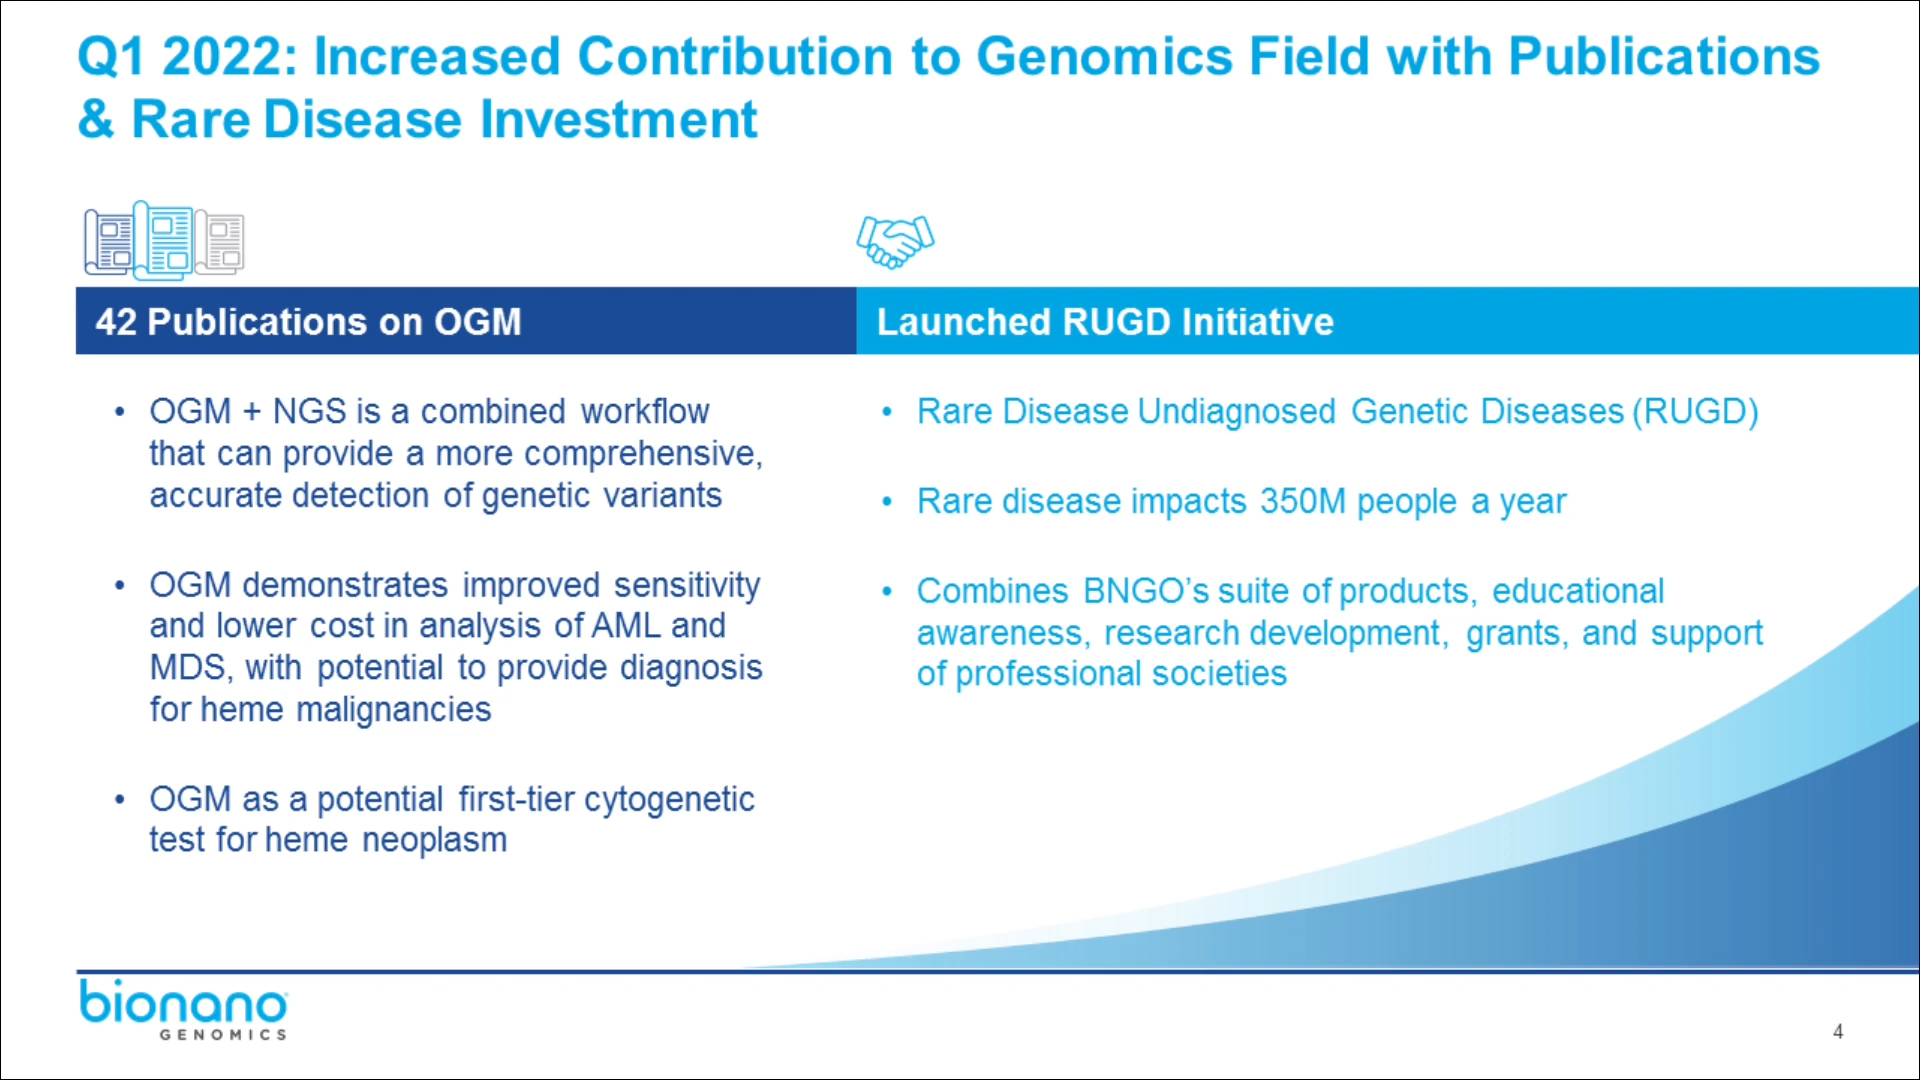 Q1 2022: Increased Contribution to Genomics Field with Publications
& Rare Disease Investment
42 Publications on OGM
• OGM + NGS is a combined workflow
that can provide a more comprehensive,
accurate detection of genetic variants
• OGM demonstrates improved sensitivity
and lower cost in analysis of AML and
MDS, with potential to provide diagnosis
for heme malignancies
• OGM as a potential first-tier cytogenetic
test for heme neoplasm
Launched RUGD Initiative
• Rare Disease Undiagnosed Genetic Diseases (RUGD)
• Rare disease impacts 350M people a year
• Combines BNGO’s suite of products, educational
awareness, research development, grants, and support
of professional societies
bionano
GENOMICS
4